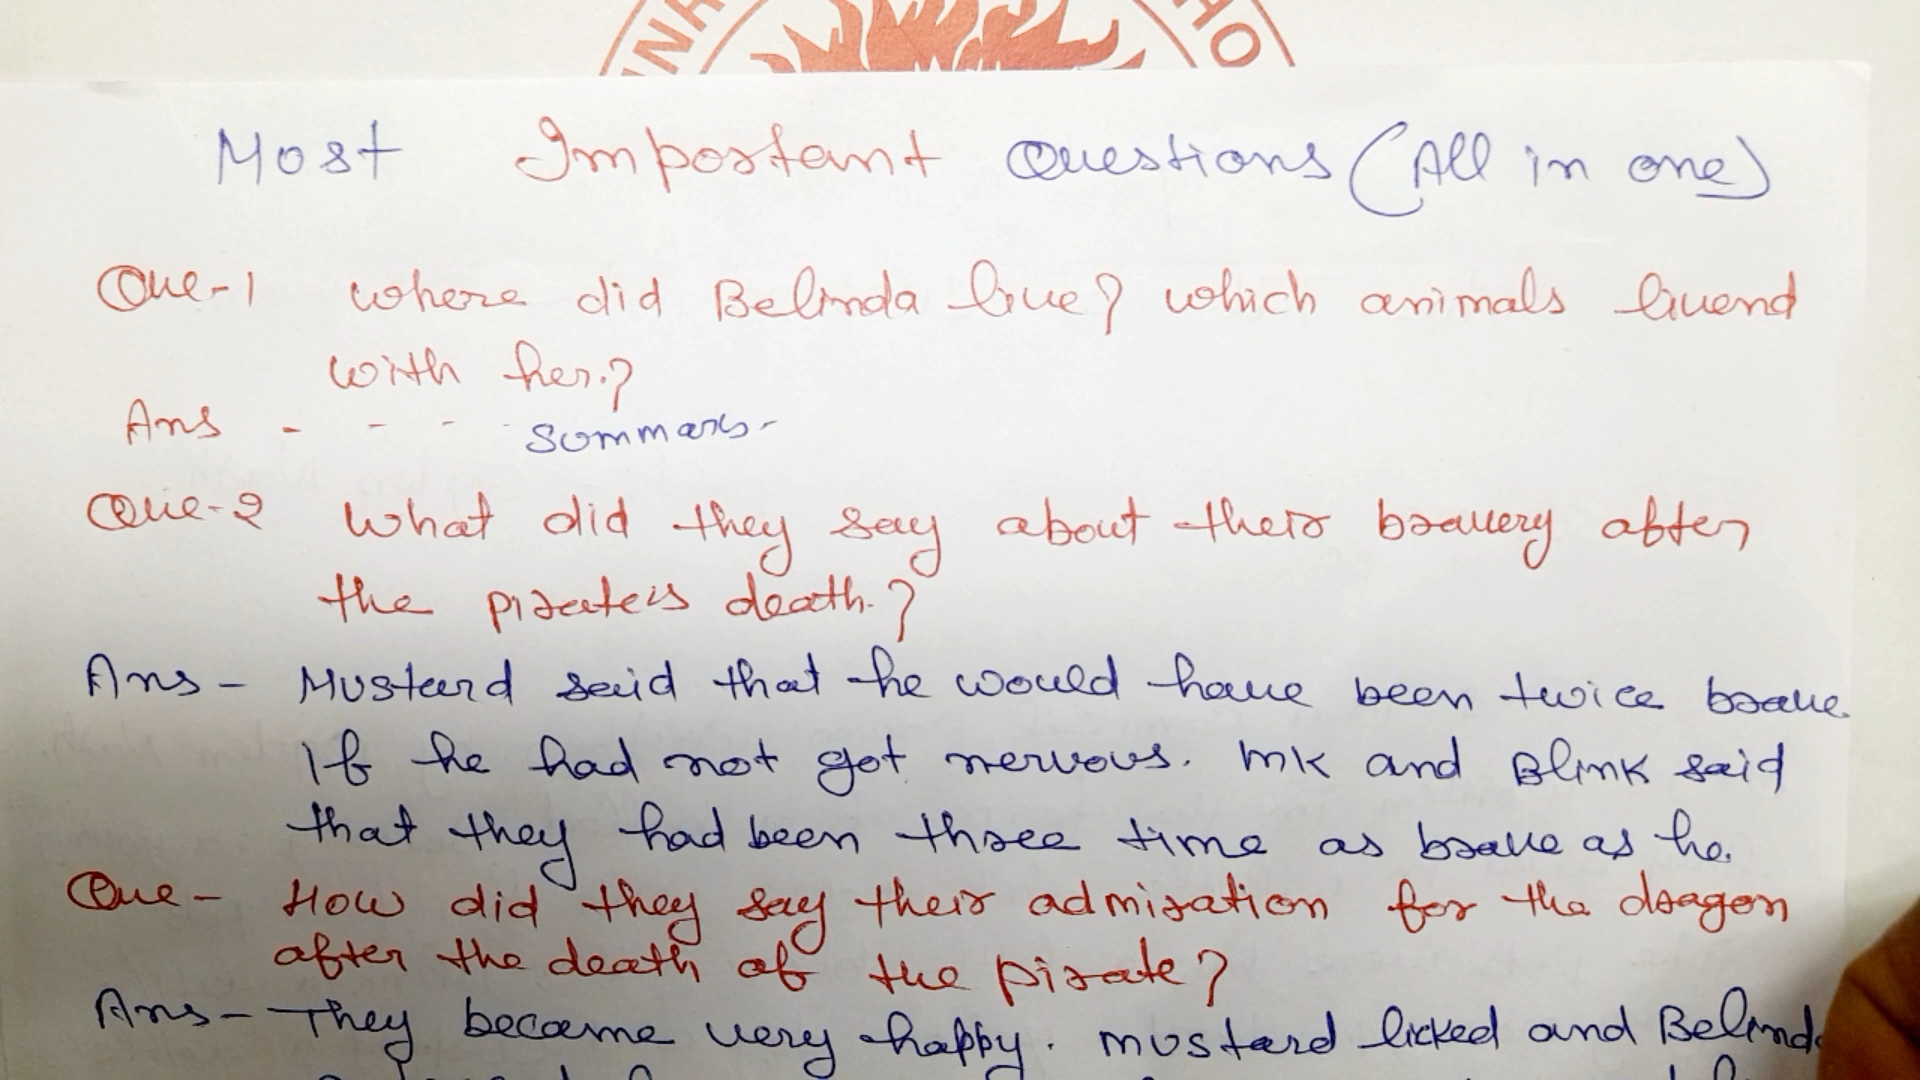 INA HO
Most Important Questions (All in one)
Que-1 where did Belinda live? which animals livend
with her.?
Ans - - - - Summary-
Que-2 What did they say about their bravery after
the pirate's death.?
Ans - Mustard said that he would have been twice brave.
If he had not got nervous. Ink and Blink said
that they had been three time as brave as he.
Que - How did they say their admiration for the dragon
after the death of the pirate?
Ans - They became very happy. mustard licked and Belinda